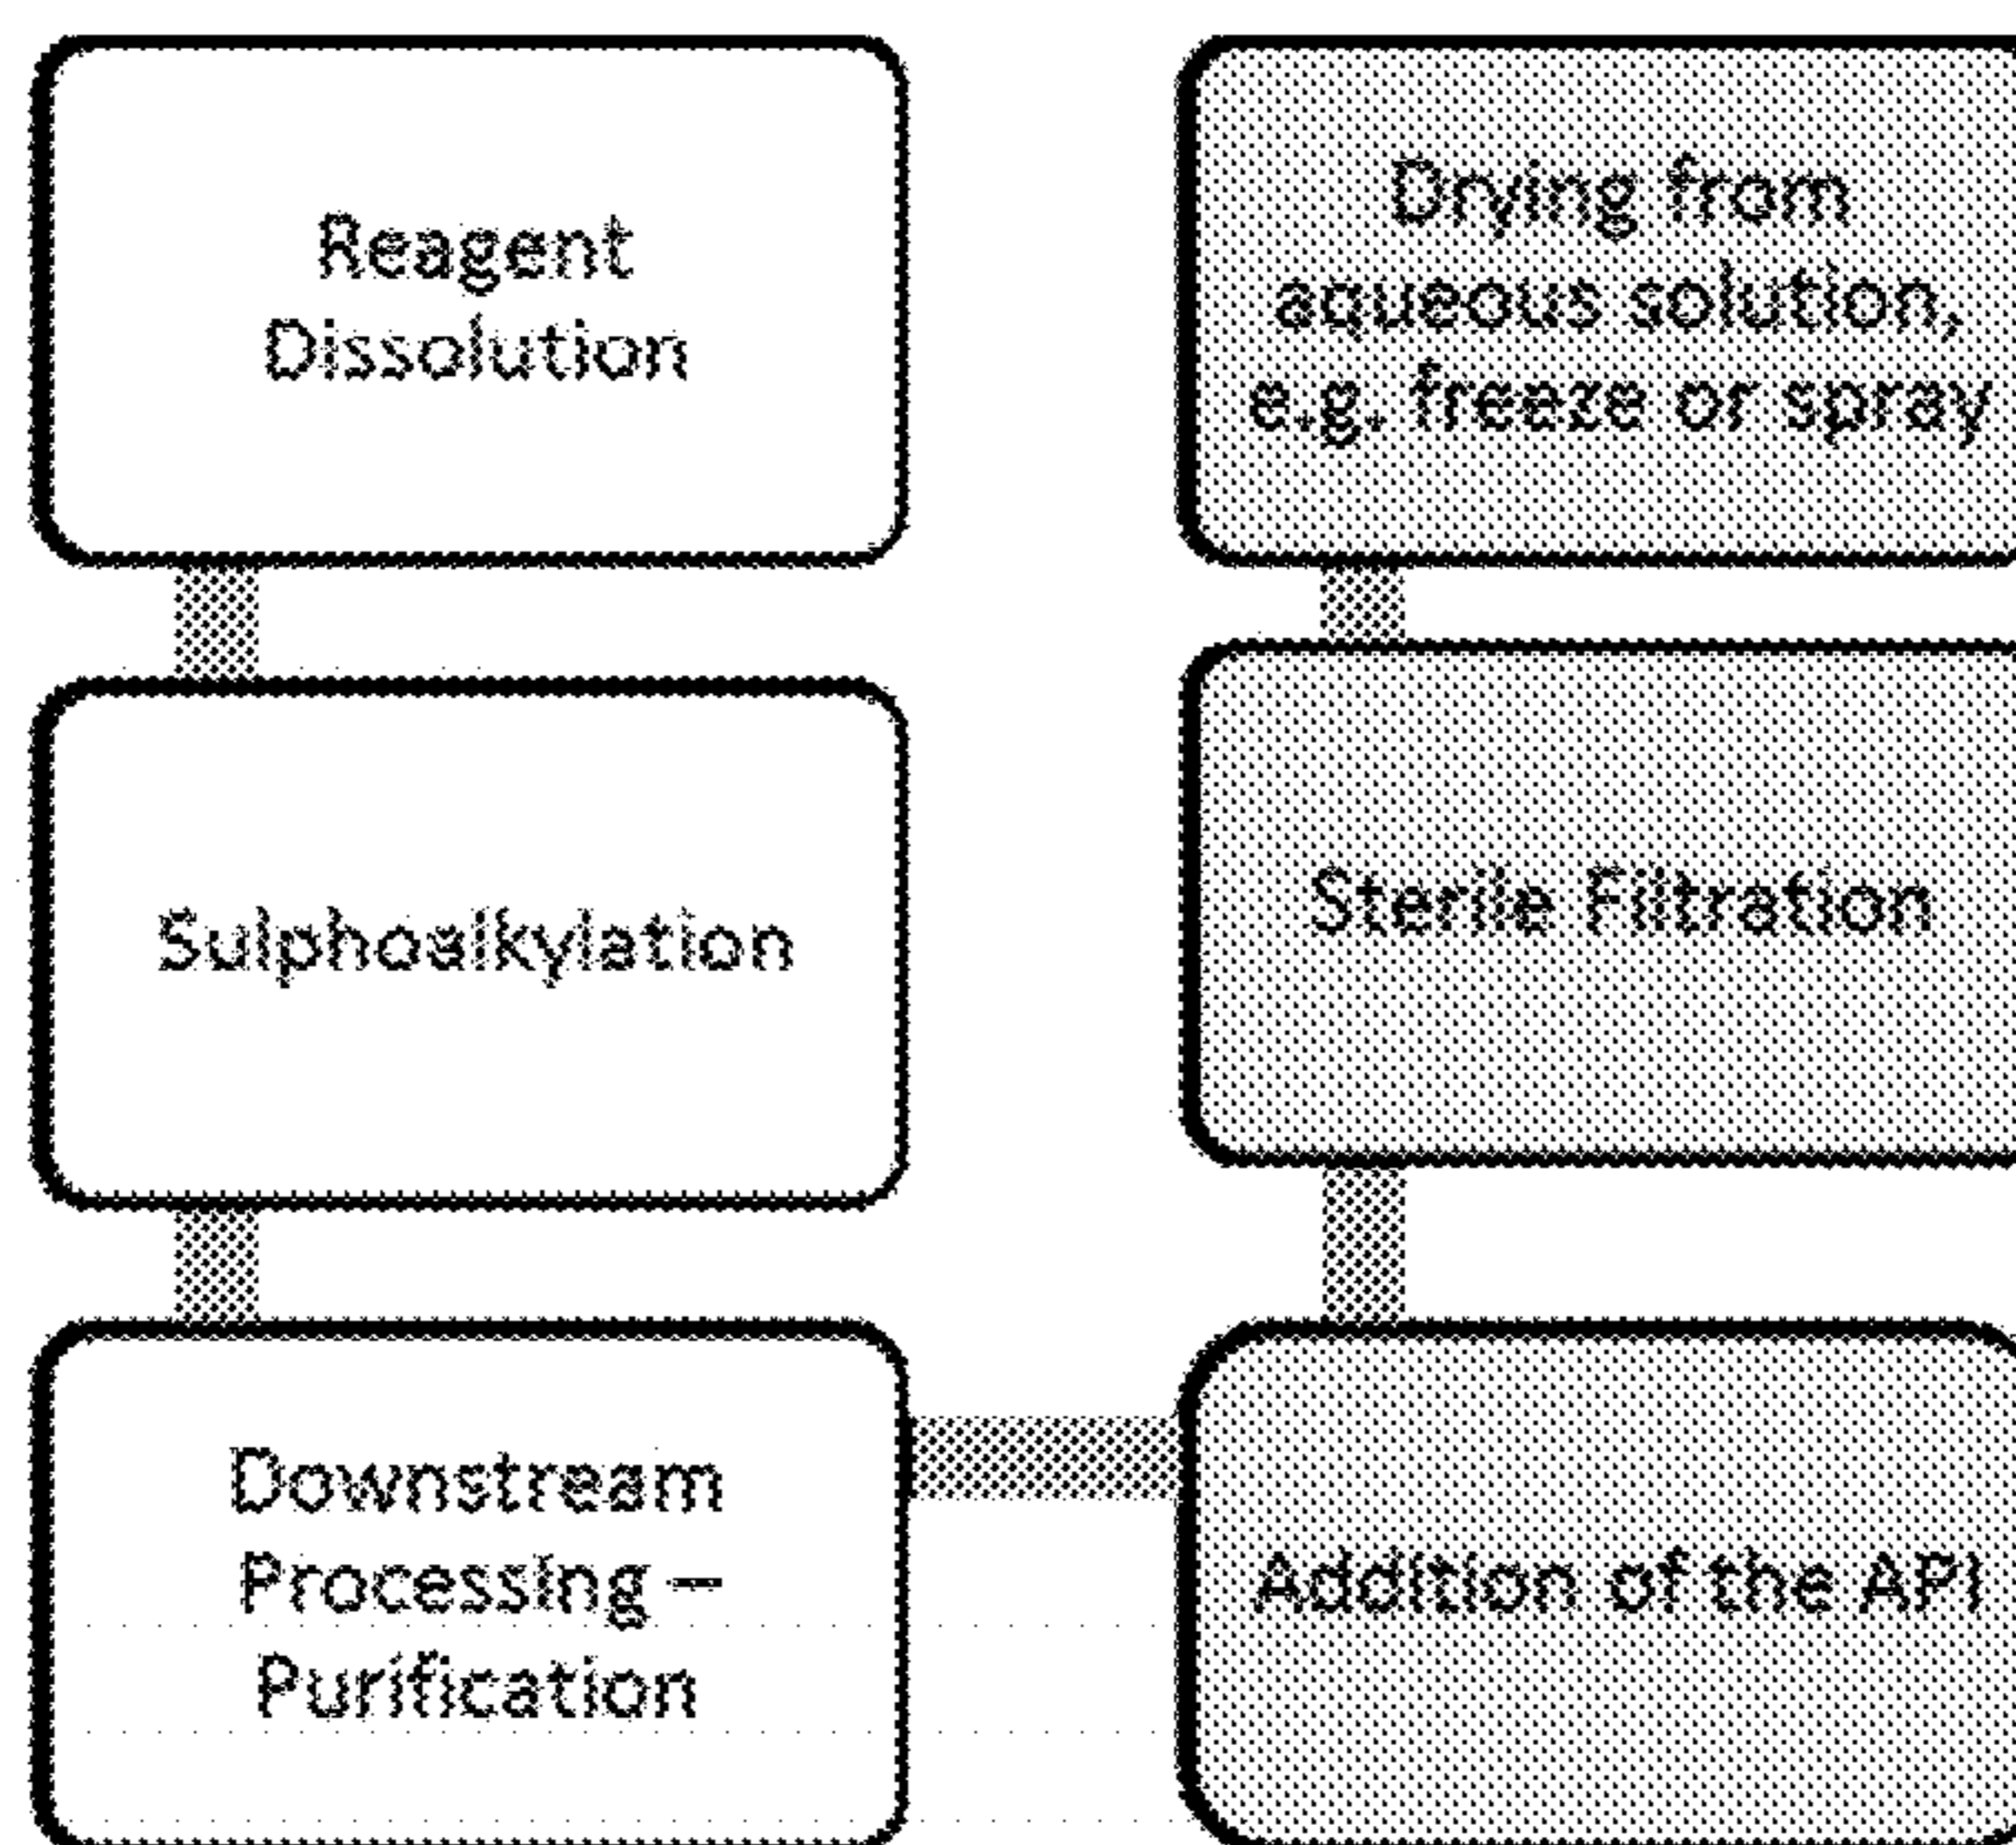 Reagent
Dissolution
Sulphoalkylation
Downstream
Processing –
Purification
Drying from
aqueous solution,
e.g. freeze or spray
Sterile Filtration
Addition of the API